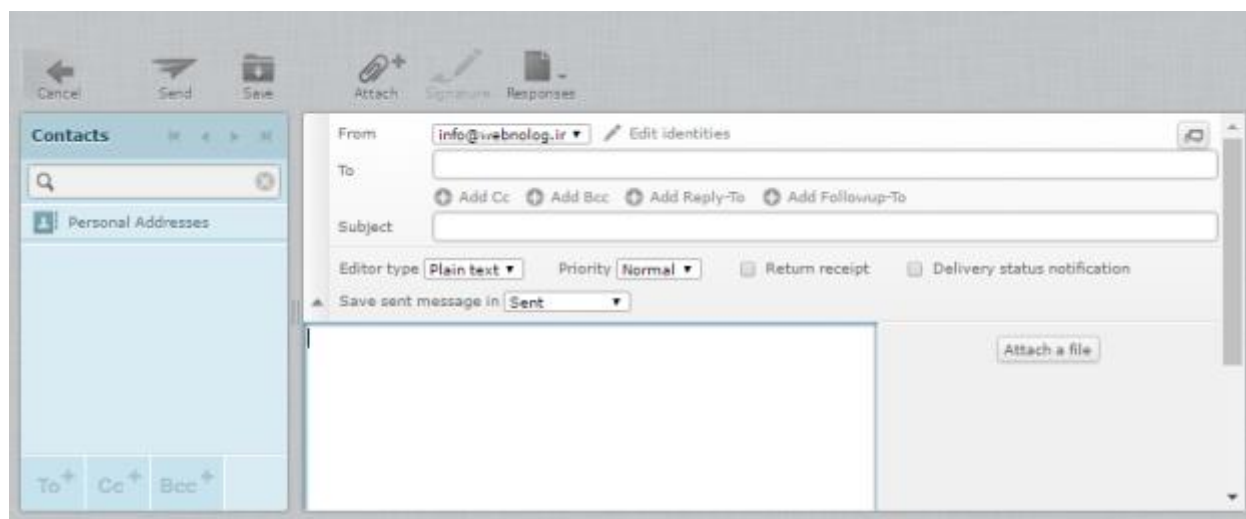 Cancel Send Save Attach Signature Responses
Contacts
Personal Addresses
To Cc Bcc
From info@webnolog.ir Edit identities
To
Add Cc Add Bcc Add Reply-To Add Followup-To
Subject
Editor type Plain text Priority Normal Return receipt Delivery status notification
Save sent message in Sent
Attach a file